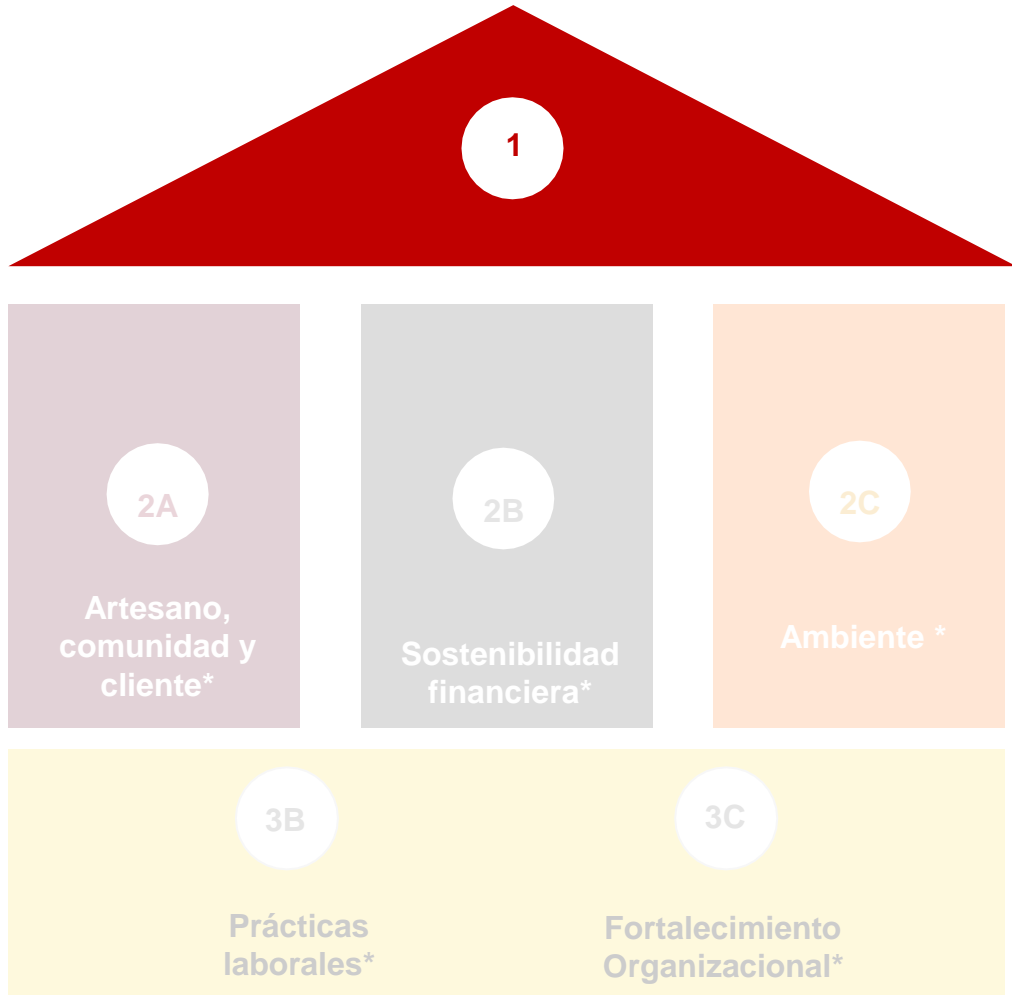 1
2A
Artesano,
comunidad y
cliente*
2B
Sostenibilidad
financiera*
2C
Ambiente *
3B
Prácticas
laborales*
3C
Fortalecimiento
Organizacional*